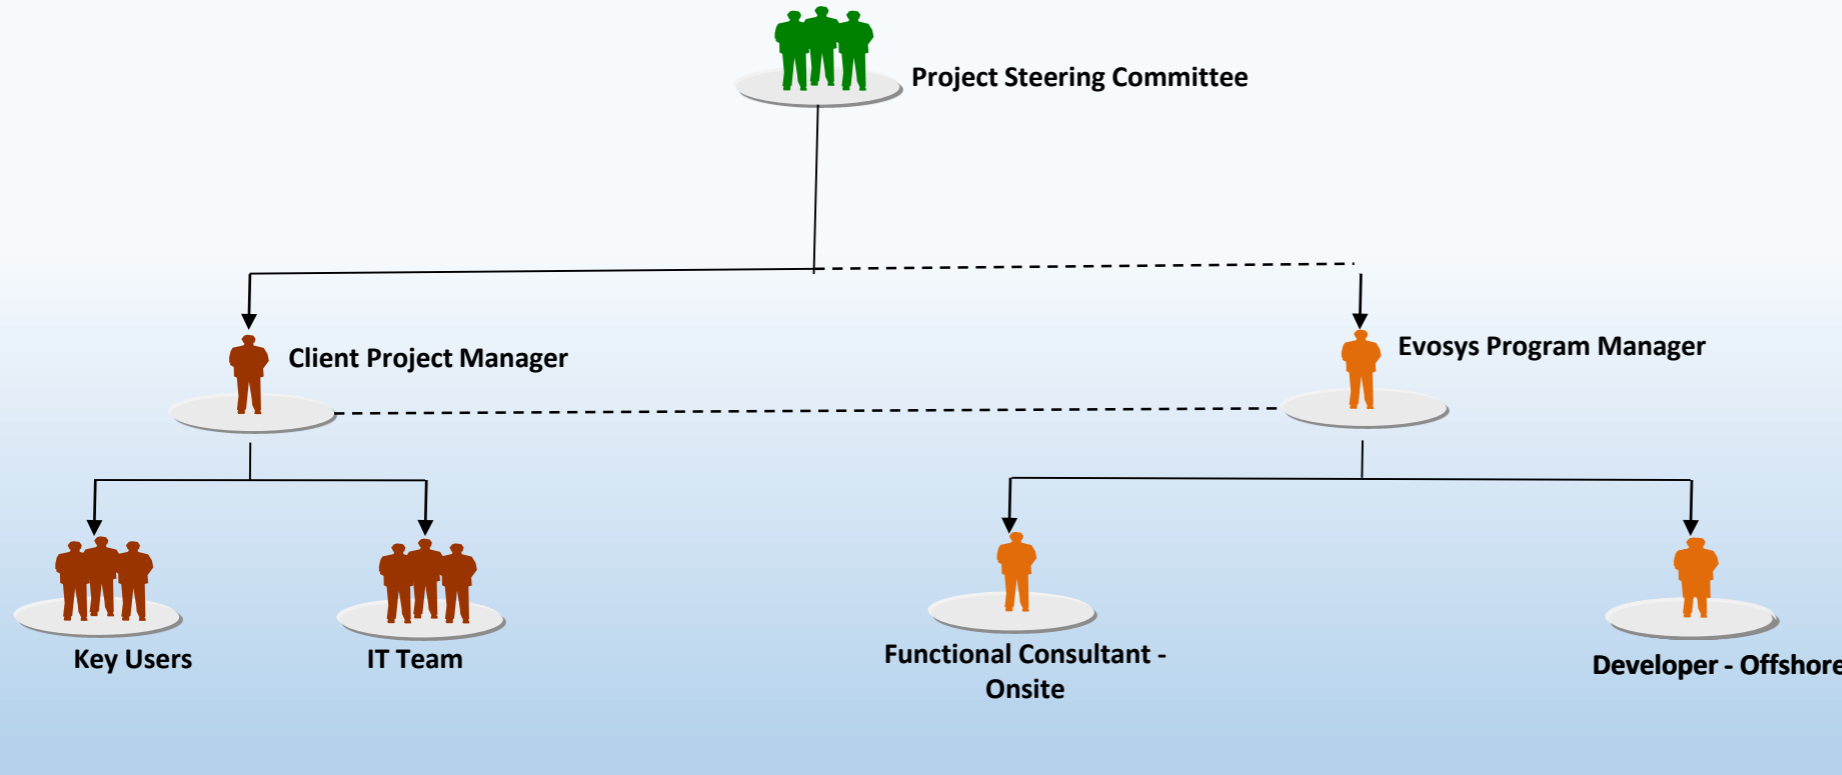 Project Steering Committee
Client Project Manager
Evosys Program Manager
Key Users
IT Team
Functional Consultant -
Onsite
Developer - Offshore